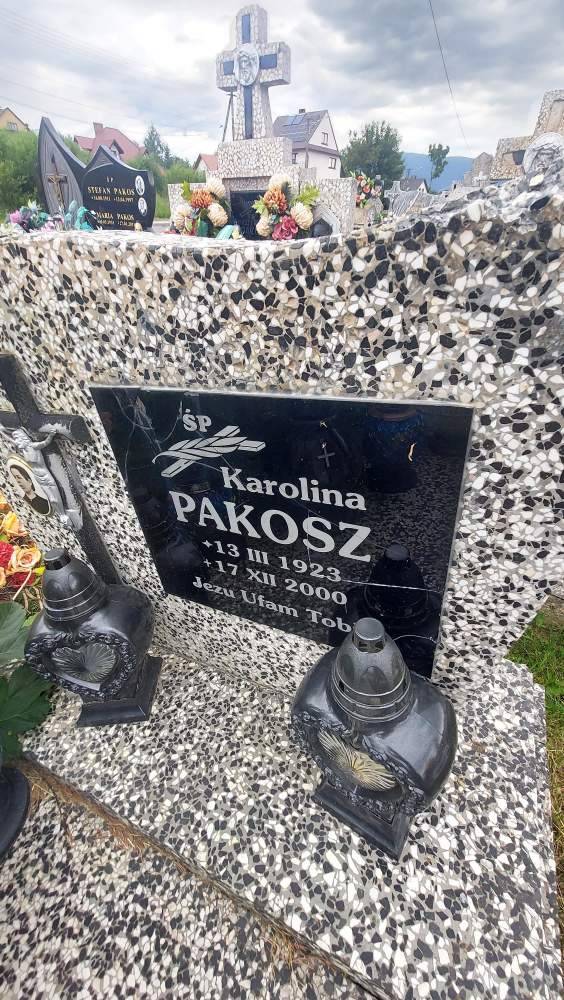 Ś P
STEFAN PAKOS
MARIA PAKOS
ŚP
Karolina
PAKOSZ
✦13 III 1923
+17 XII 2000
Jezu Ufam